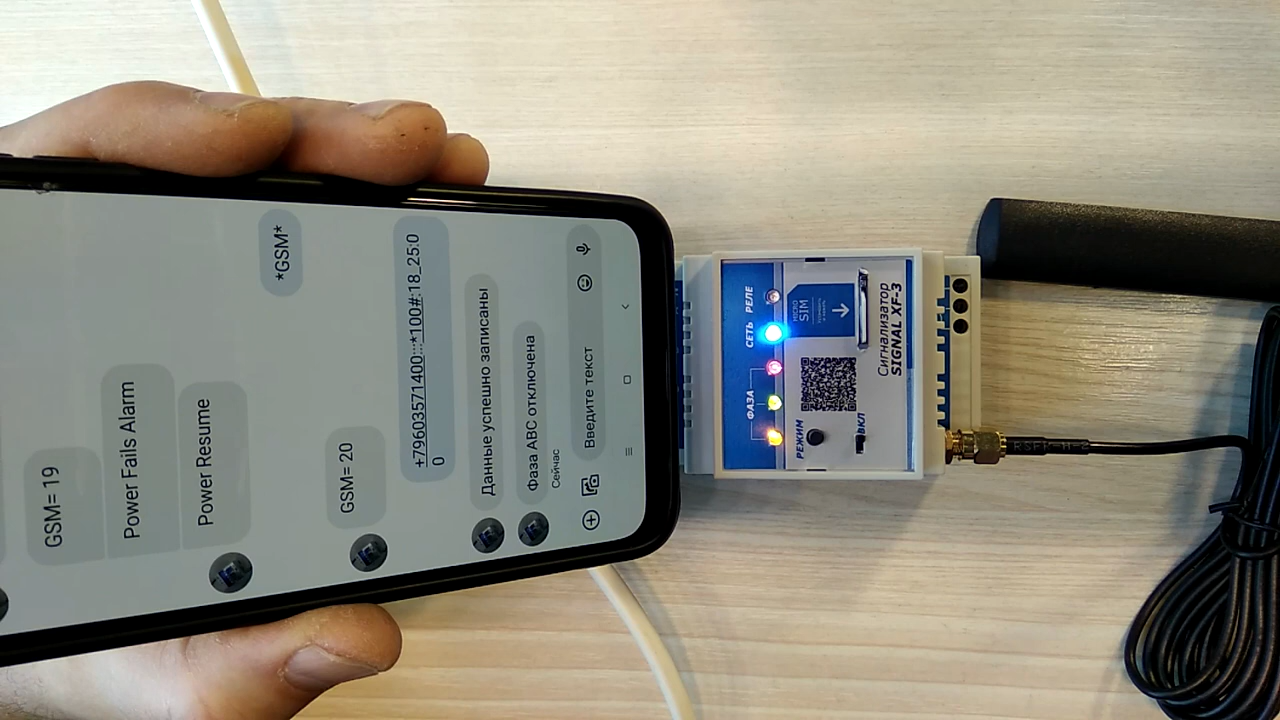 GSM= 19
Power Fails Alarm
Power Resume
*GSM*
GSM= 20
+79603571400:::*100#:18_25:0
0
Данные успешно записаны
Фаза ABC отключена
Сейчас
Введите текст
ФАЗА
СЕТЬ
РЕЛЕ
РЕЖИМ
ВКЛ
MICRO
SIM
Сигнализатор
SIGNAL XF-3